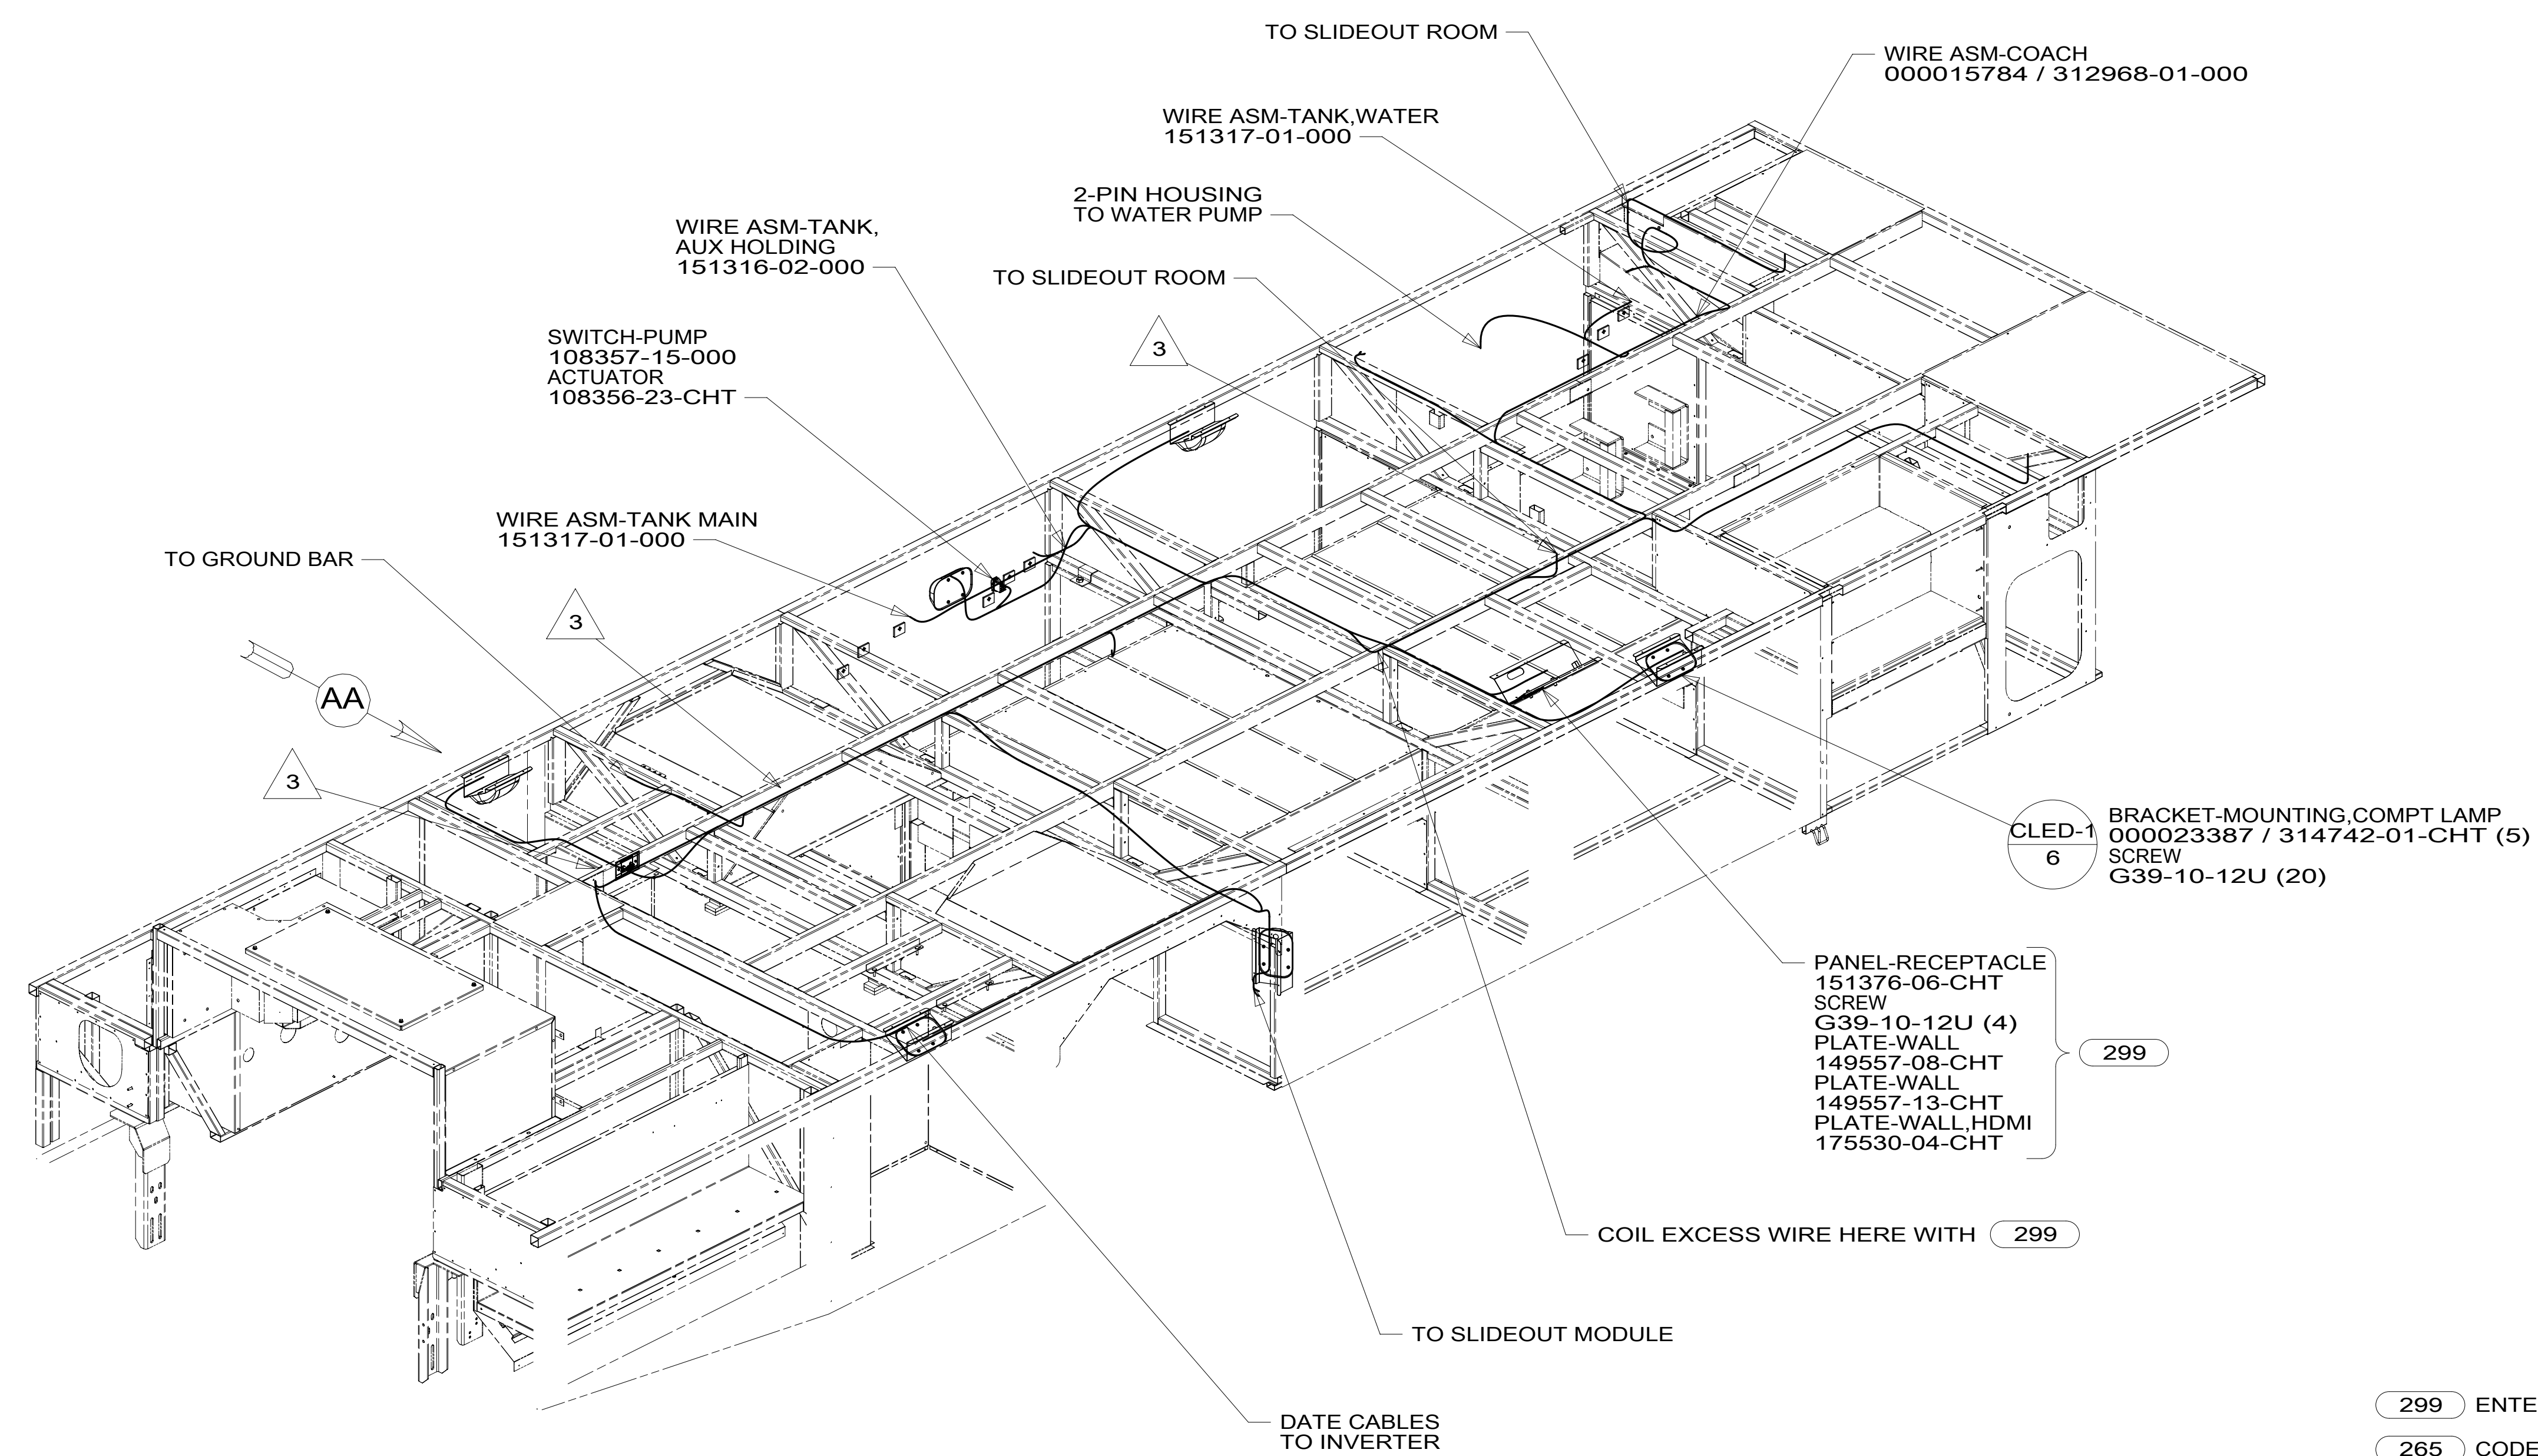 TO SLIDEOUT ROOM
WIRE ASM-COACH
000015784 / 312968-01-000
WIRE ASM-TANK,WATER
151317-01-000
2-PIN HOUSING
TO WATER PUMP
WIRE ASM-TANK,
AUX HOLDING
151316-02-000
TO SLIDEOUT ROOM
SWITCH-PUMP
108357-15-000
ACTUATOR
108356-23-CHT
3
WIRE ASM-TANK MAIN
151317-01-000
TO GROUND BAR
3
AA
3
CLED-1
6
BRACKET-MOUNTING,COMPT LAMP
000023387 / 314742-01-CHT (5)
SCREW
G39-10-12U (20)
PANEL-RECEPTACLE
151376-06-CHT
SCREW
G39-10-12U (4)
PLATE-WALL
149557-08-CHT
PLATE-WALL
149557-13-CHT
PLATE-WALL,HDMI
175530-04-CHT
299
COIL EXCESS WIRE HERE WITH 299
TO SLIDEOUT MODULE
DATE CABLES
TO INVERTER
299 ENTE
265 CODE